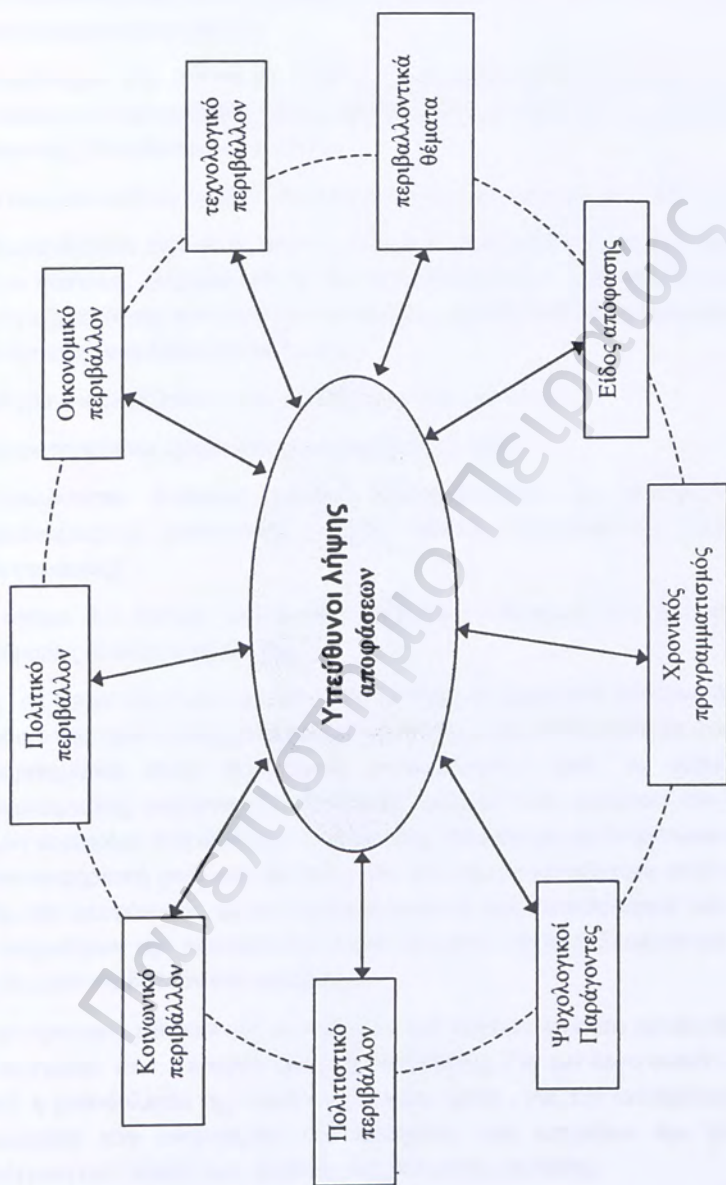 Πολιτικό
περιβάλλον
Οικονομικό
περιβάλλον
Κοινωνικο
περιβάλλον
τεχνολογικό
περιβάλλον
Πολιτιστικό
περιβάλλον
Υπεύθυνοι λήψης
αποφάσεων
περιβαλλοντικά
θέματα
Ψυχολογικοί
Παράγοντες
Είδος απόφασης
Χρονικός
προγραμματισμός
Πανεπιστήμιο Πειραιώς